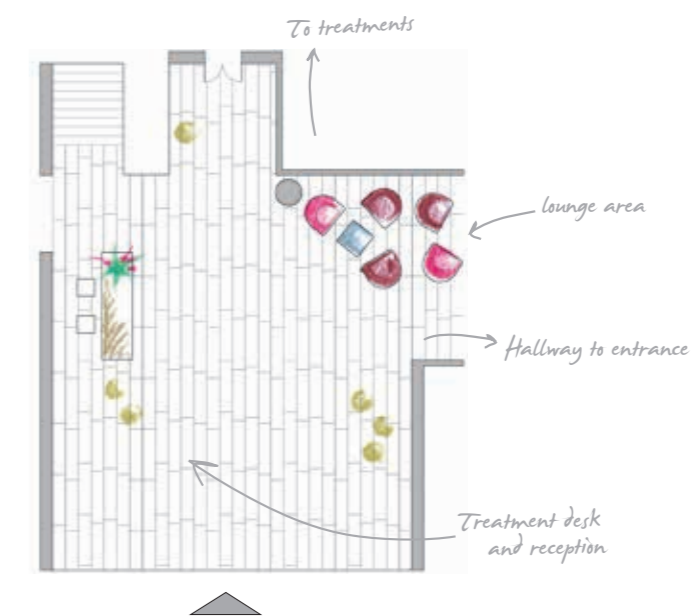 To treatments
lounge area
Hallway to entrance
Treatment desk
and reception